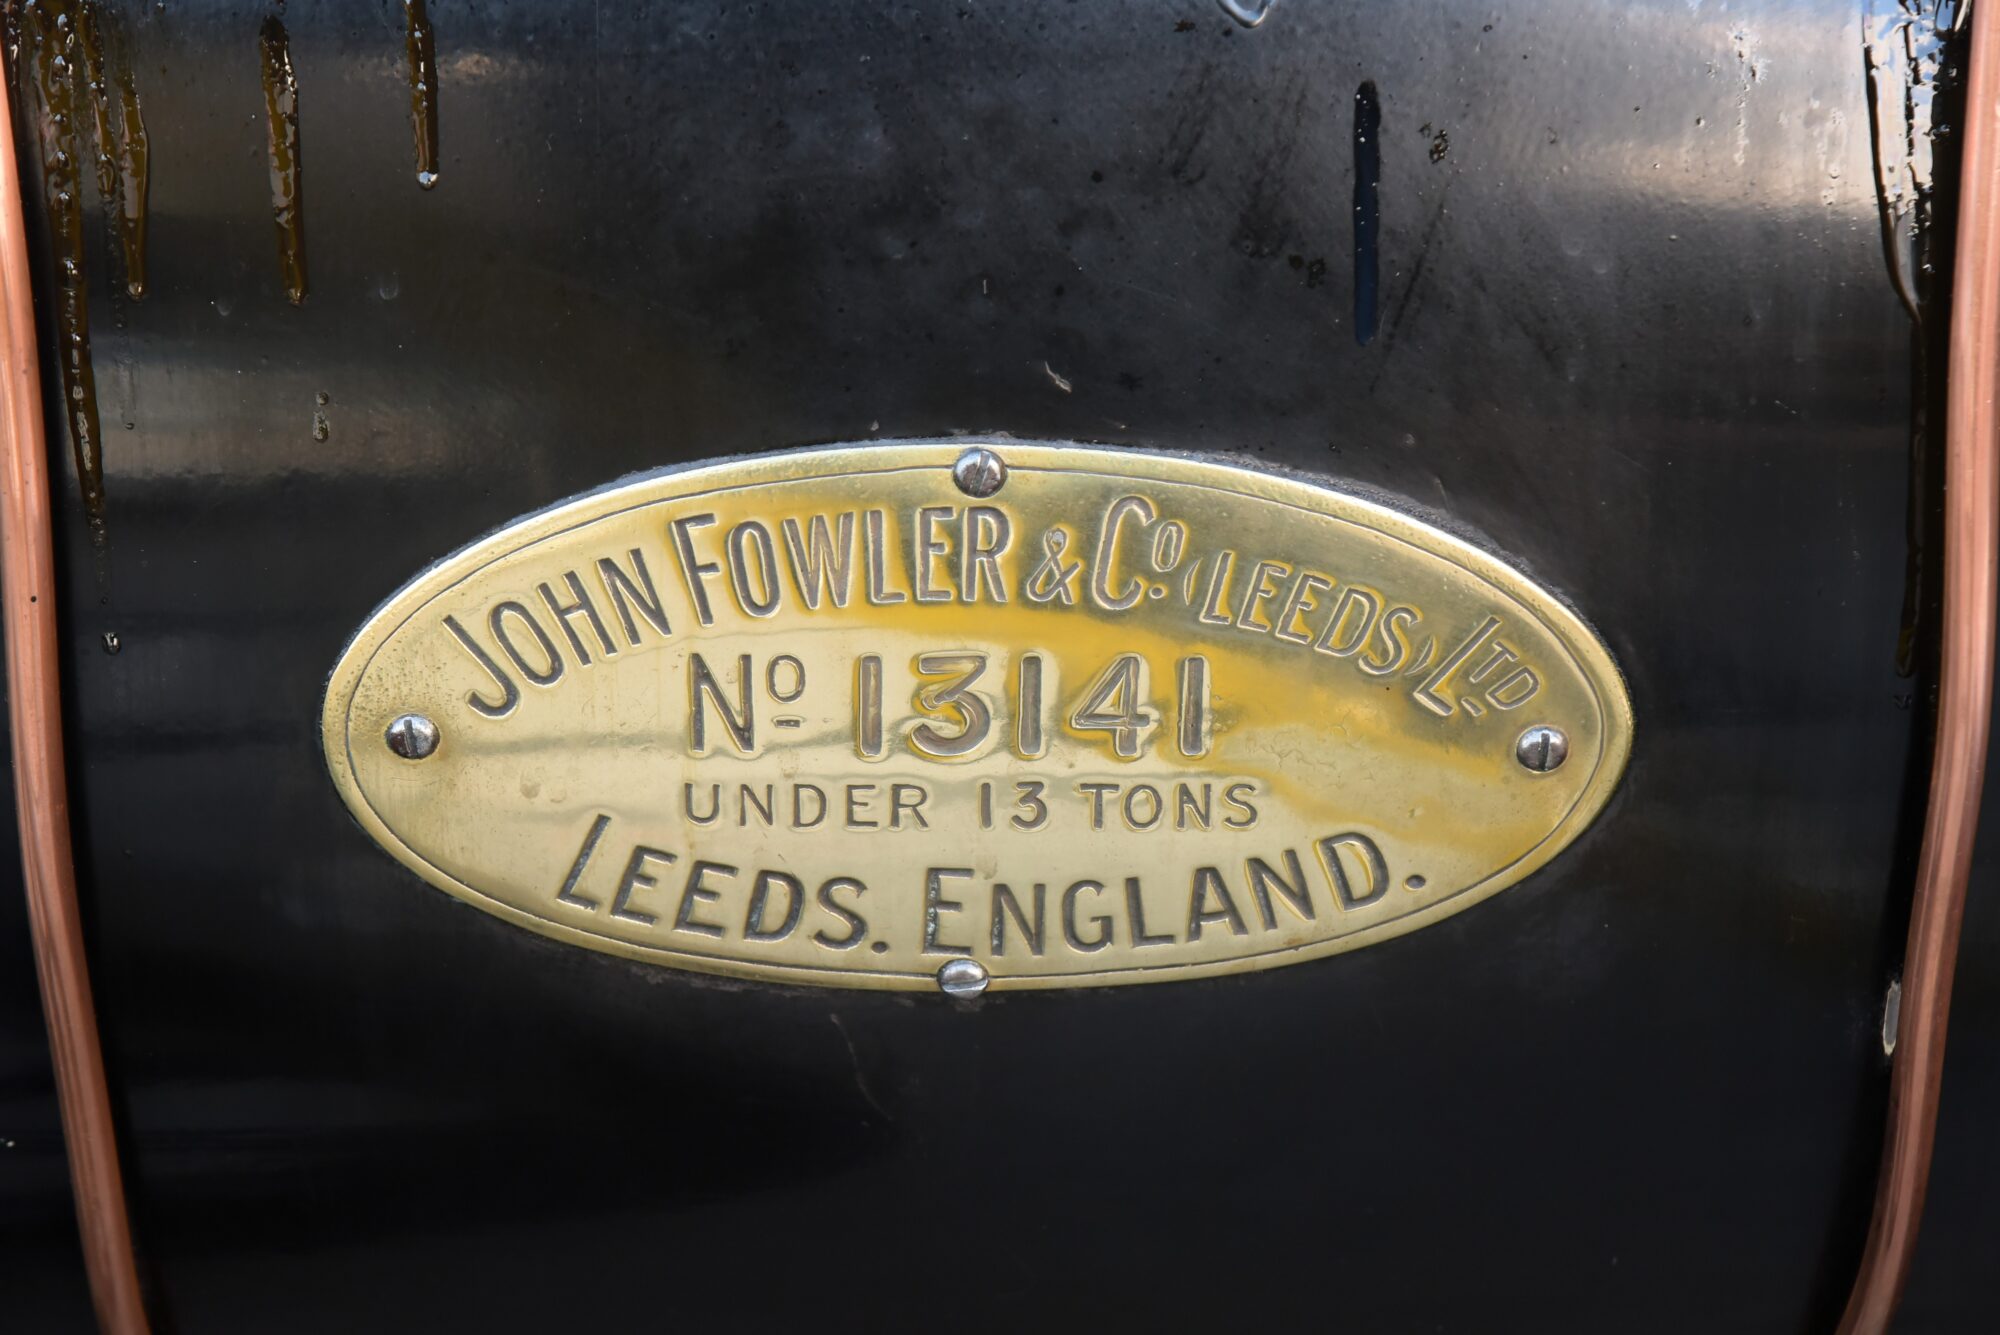 JOHN FOWLER & Cº. (LEEDS) LTD.
Nº 13141
UNDER 13 TONS
LEEDS. ENGLAND.